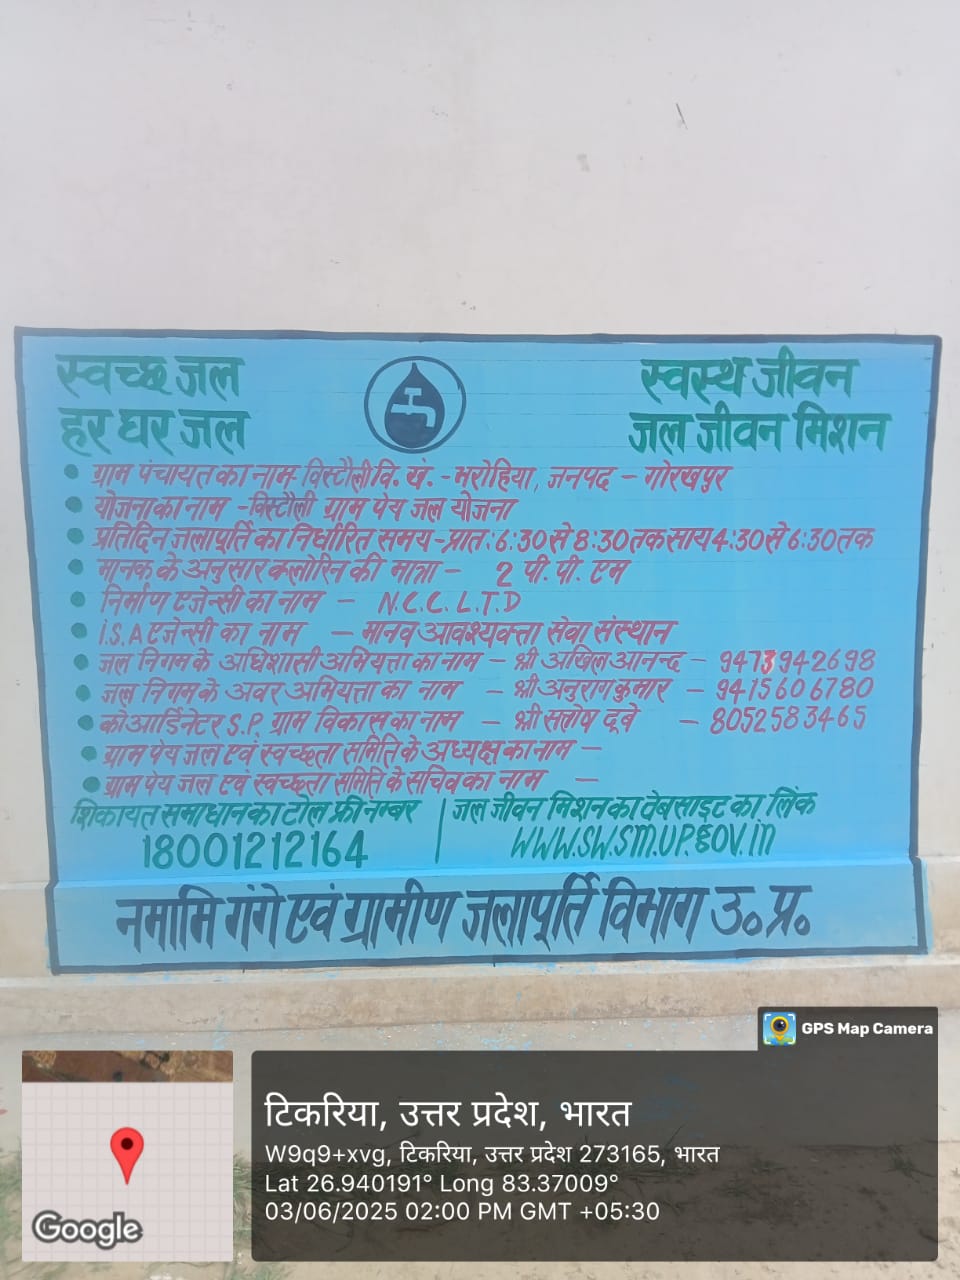 स्वच्छ जल
हर घर जल
स्वस्थ जीवन
जल जीवन मिशन
ग्राम पंचायत का नाम- विस्टौली वि. खं. - भरोहिया, जनपद - गोरखपुर
योजना का नाम - विस्टौली ग्राम पेय जल योजना
प्रतिदिन जलापूर्ति का निर्धारित समय - प्रात: 6:30 से 8:30 तक साय 4:30 से 6:30 तक
मानक के अनुसार क्लोरिन की मात्रा - 2 पी. पी. एम
निर्माण एजेन्सी का नाम - N.C.C. L.T.D
I.S.A एजेन्सी का नाम - मानव आवश्यक्ता सेवा संस्थान
जल निगम के अधिशासी अभियत्ता का नाम - श्री अखिल आनन्द - 9473942698
जल निगम के अवर अभियत्ता का नाम - श्री अनुराग कुमार - 9415606780
कोआर्डिनेटर S.P. ग्राम विकास का नाम - श्री सतोष दूबे - 8052583465
ग्राम पेय जल एवं स्वच्छता समिति के अध्यक्ष का नाम -
ग्राम पेय जल एवं स्वच्छता समिति के सचिव का नाम -
शिकायत समाधान का टोल फ्री नम्बर
18001212164
जल जीवन मिशन का वेबसाइट का लिंक
WWW.SWSM.UP.GOV.in
नमामि गंगे एवं ग्रामीण जलापूर्ति विभाग उ० प्र०
GPS Map Camera
टिकरिया, उत्तर प्रदेश, भारत
W9q9+xvg, टिकरिया, उत्तर प्रदेश 273165, भारत
Lat 26.940191° Long 83.37009°
03/06/2025 02:00 PM GMT +05:30
Google